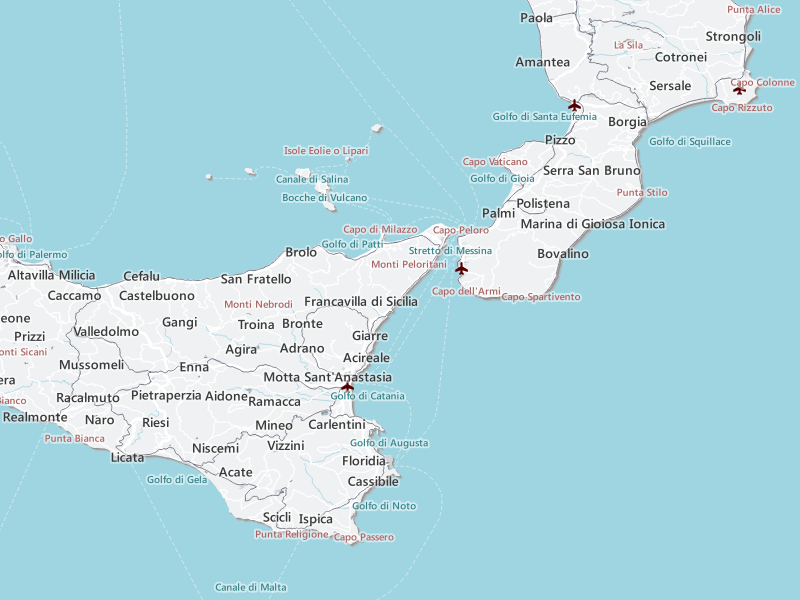 Punta Alice
Paola
Strongoli
La Sila
Cotronei
Amantea
Capo Colonne
Sersale
Capo Rizzuto
Golfo di Santa Eufemia
Borgia
Pizzo
Golfo di Squillace
Isole Eolie o Lipari
Capo Vaticano
Serra San Bruno
Canale di Salina
Golfo di Gioia
Punta Stilo
Bocche di Vulcano
Polistena
Palmi
Marina di Gioiosa Ionica
Capo di Milazzo
Capo Peloro
o Gallo
Golfo di Patti
Stretto di Messina
olfo di Palermo
Brolo
Bovalino
Monti Peloritani
Altavilla Milicia
Cefalu
San Fratello
Caccamo
Castelbuono
Capo dell'Armi
Capo Spartivento
Monti Nebrodi
Francavilla di Sicilia
eone
Gangi
Troina
Bronte
Prizzi
Valledolmo
Giarre
onti Sicani
Agira
Adrano
Acireale
Mussomeli
Enna
era
Motta Sant'Anastasia
Racalmuto
Pietraperzia
Aidone
Golfo di Catania
Bianco
Ramacca
Realmonte
Naro
Riesi
Mineo
Carlentini
Punta Bianca
Niscemi
Vizzini
Golfo di Augusta
Licata
Floridia
Acate
Golfo di Gela
Cassibile
Golfo di Noto
Scicli
Ispica
Punta Religione
Capo Passero
Canale di Malta